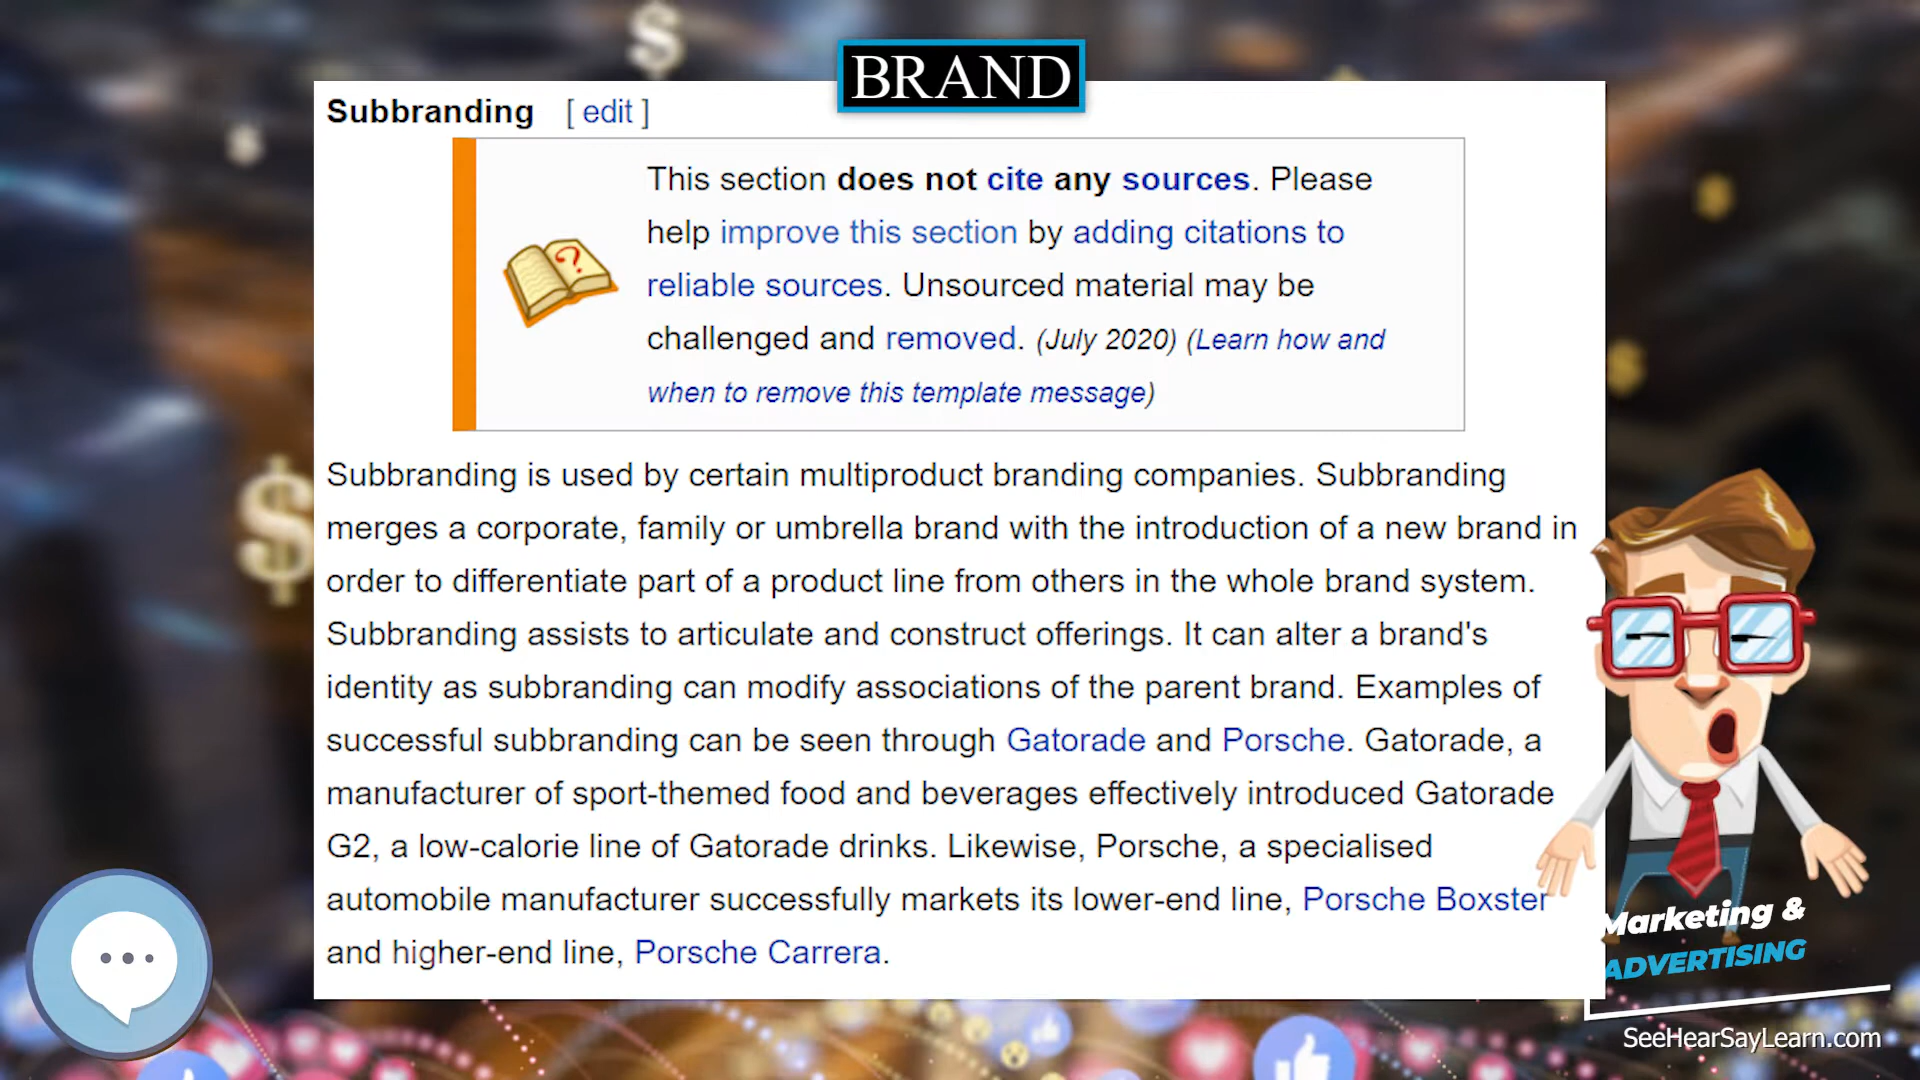 BRAND
Subbranding [ edit ]
This section does not cite any sources. Please
help improve this section by adding citations to
reliable sources. Unsourced material may be
challenged and removed. (July 2020) (Learn how and
when to remove this template message)
Subbranding is used by certain multiproduct branding companies. Subbranding
merges a corporate, family or umbrella brand with the introduction of a new brand in
order to differentiate part of a product line from others in the whole brand system.
Subbranding assists to articulate and construct offerings. It can alter a brand's
identity as subbranding can modify associations of the parent brand. Examples of
successful subbranding can be seen through Gatorade and Porsche. Gatorade, a
manufacturer of sport-themed food and beverages effectively introduced Gatorade
G2, a low-calorie line of Gatorade drinks. Likewise, Porsche, a specialised
automobile manufacturer successfully markets its lower-end line, Porsche Boxster
and higher-end line, Porsche Carrera.
Marketing &
ADVERTISING
SeeHearSayLearn.com